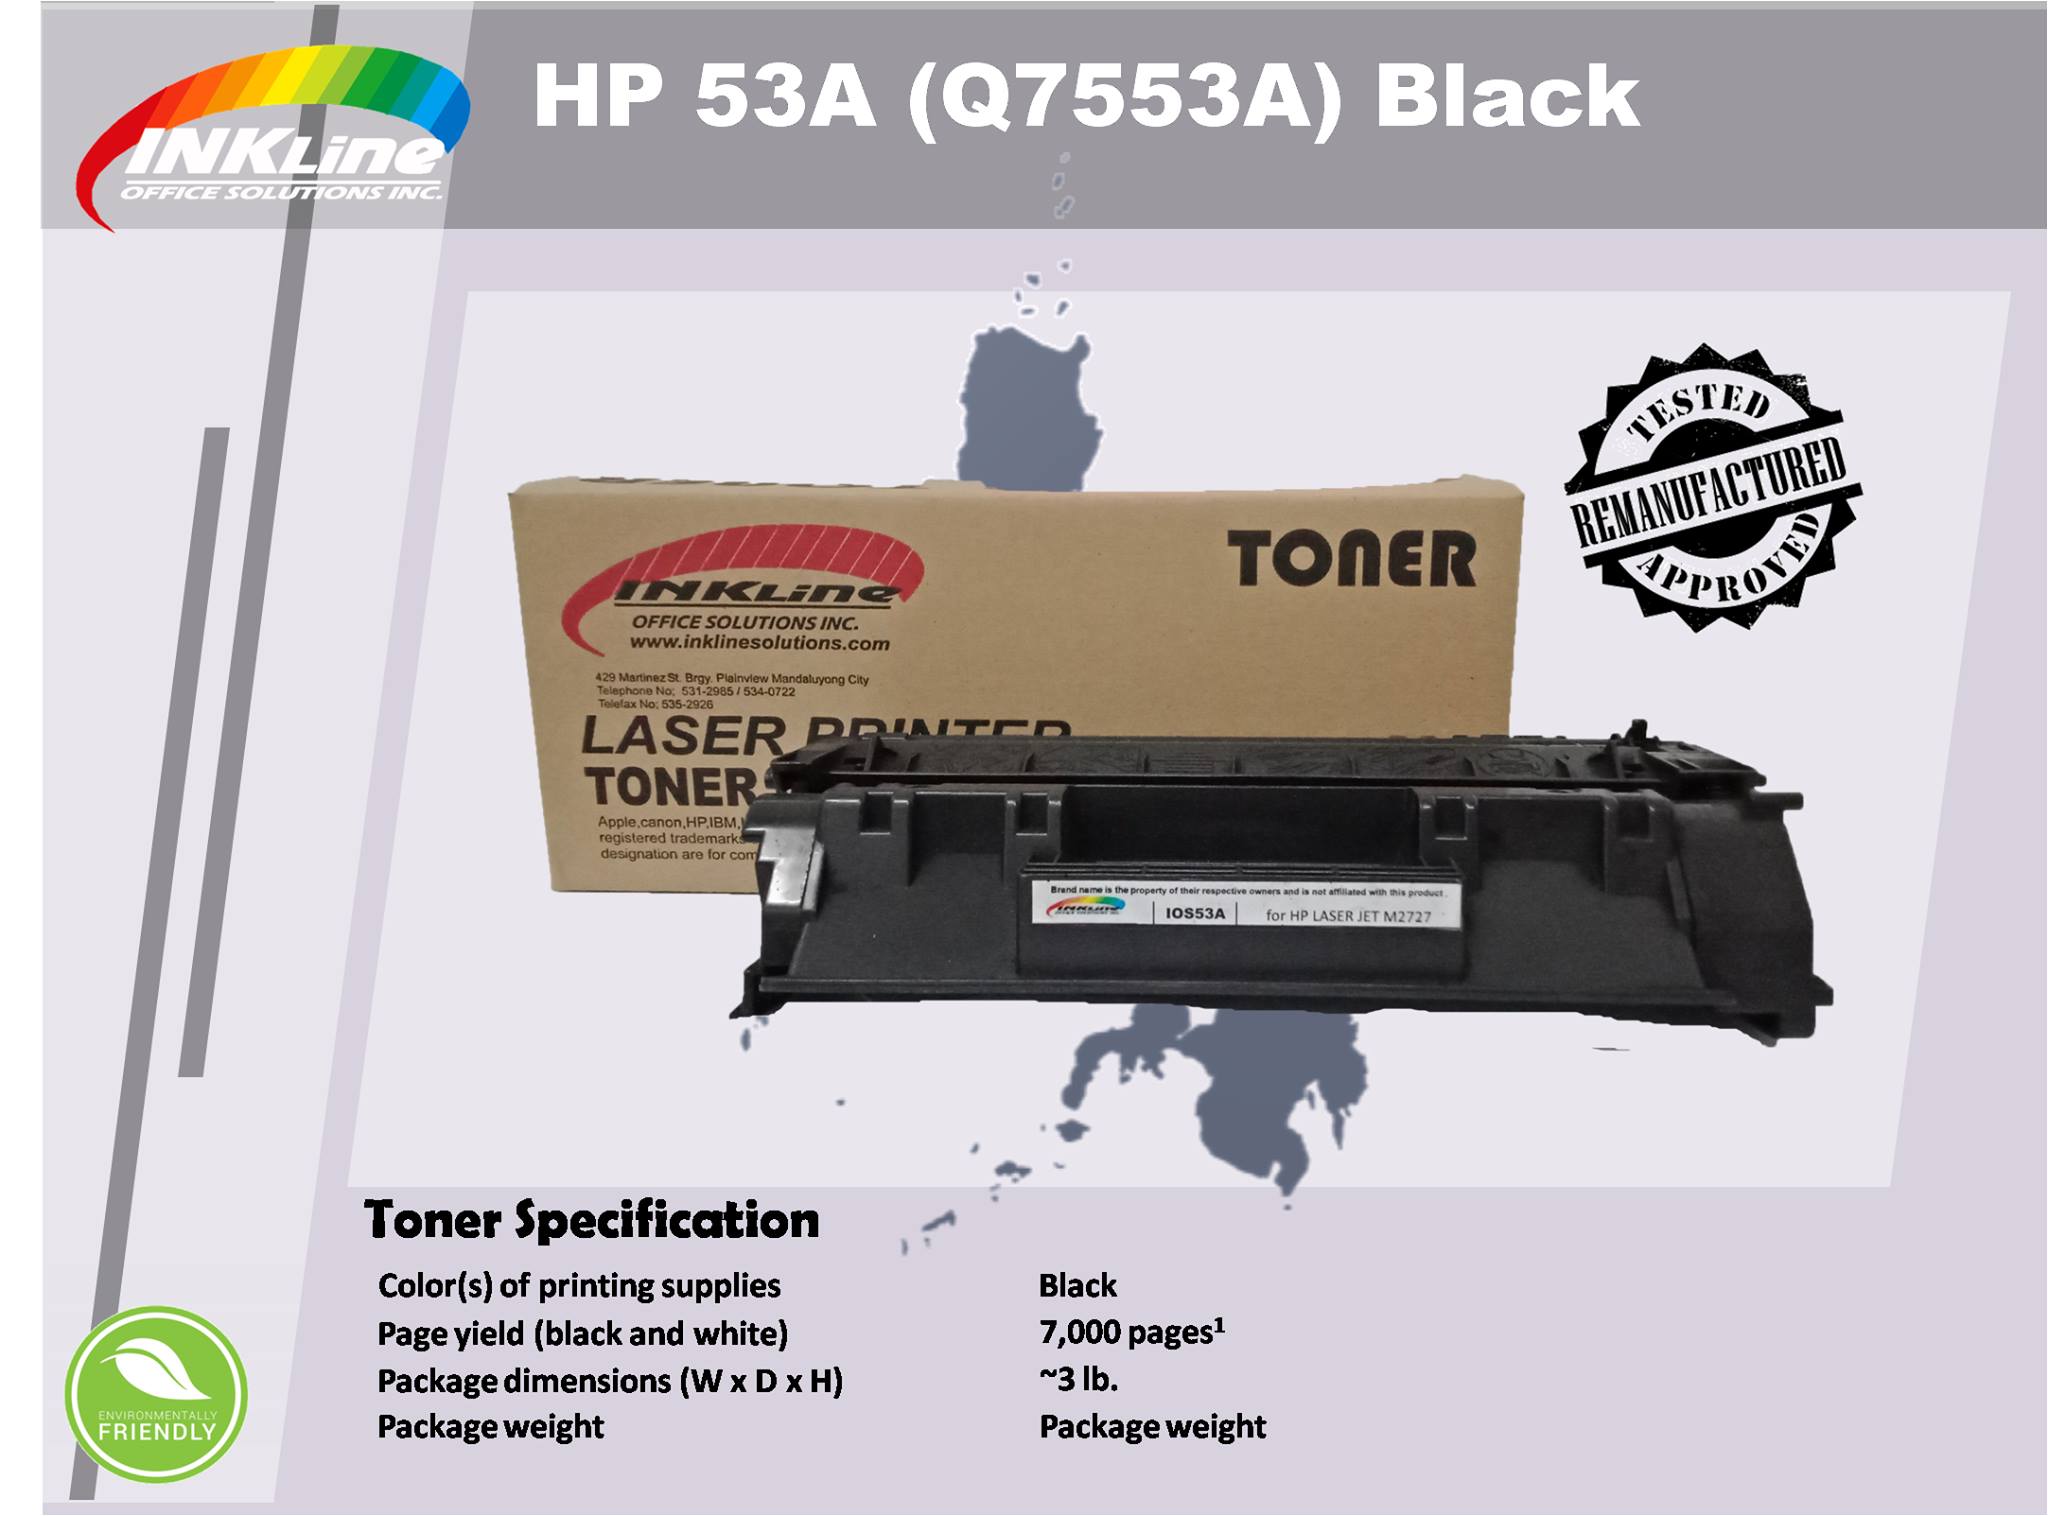 INKLine
OFFICE SOLUTIONS INC.
HP 53A (Q7553A) Black
TESTED
REMANUFACTURED
APPROVED
INKLine
OFFICE SOLUTIONS INC.
www.inklinesolutions.com
TONER
429 Martinez St. Brgy. Plainview Mandaluyong City
Telephone No; 531-2985 / 534-0722
Telefax No; 535-2926
LASER PRINTER
TONER
Apple,canon,HP,IBM,
registered trademarks
designation are for com
Brand name is the property of their respective owners and is not affiliated with this product .
INKLine
IOS53A
for HP LASER JET M2727
Toner Specification
Color(s) of printing supplies Black
Page yield (black and white) 7,000 pages¹
Package dimensions (W x D x H) ~3 lb.
Package weight Package weight
ENVIRONMENTALLY
FRIENDLY